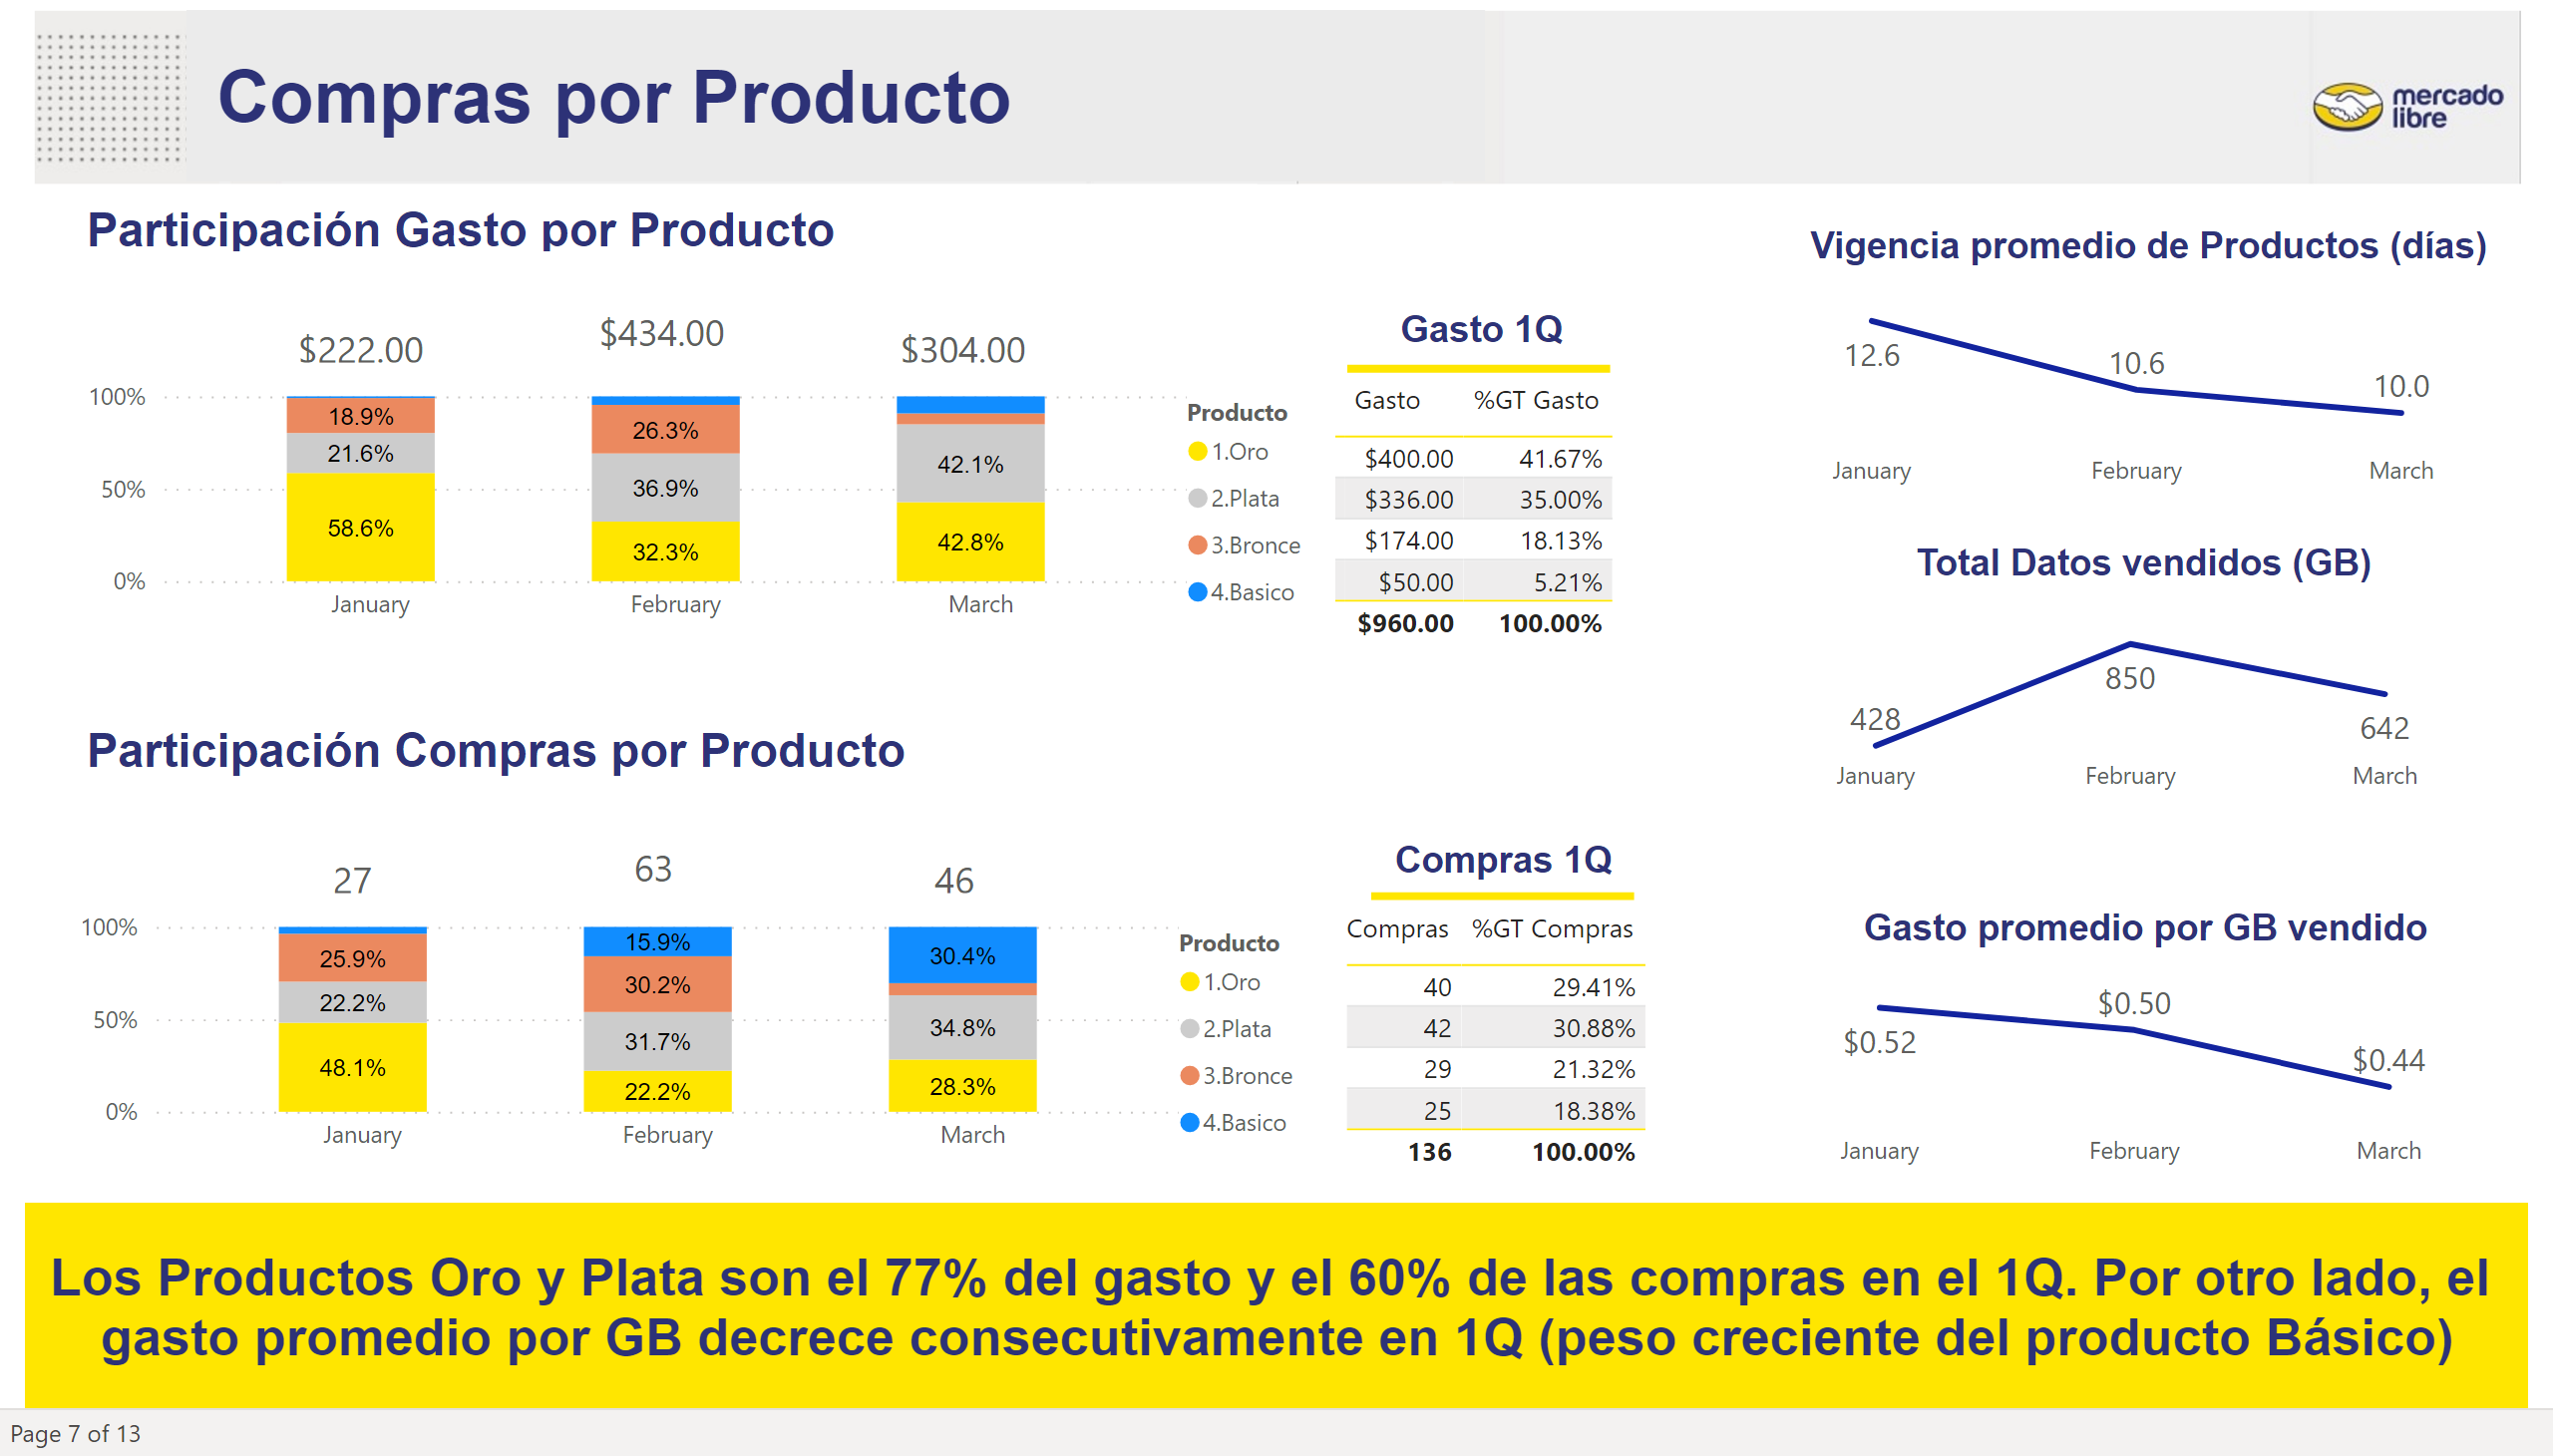 Compras por Producto
mercado
libre
Participación Gasto por Producto
$222.00
$434.00
$304.00
100%
50%
0%
18.9%
21.6%
58.6%
26.3%
36.9%
32.3%
42.1%
42.8%
January
February
March
Producto
1.Oro
2.Plata
3.Bronce
4.Basico
Gasto 1Q
Gasto %GT Gasto
$400.00 41.67%
$336.00 35.00%
$174.00 18.13%
$50.00 5.21%
$960.00 100.00%
Vigencia promedio de Productos (días)
12.6
10.6
10.0
January
February
March
Total Datos vendidos (GB)
428
850
642
January
February
March
Participación Compras por Producto
27
63
46
100%
50%
0%
25.9%
22.2%
48.1%
15.9%
30.2%
31.7%
22.2%
30.4%
34.8%
28.3%
January
February
March
Producto
1.Oro
2.Plata
3.Bronce
4.Basico
Compras 1Q
Compras %GT Compras
40 29.41%
42 30.88%
29 21.32%
25 18.38%
136 100.00%
Gasto promedio por GB vendido
$0.52
$0.50
$0.44
January
February
March
Los Productos Oro y Plata son el 77% del gasto y el 60% de las compras en el 1Q. Por otro lado, el
gasto promedio por GB decrece consecutivamente en 1Q (peso creciente del producto Básico)
Page 7 of 13